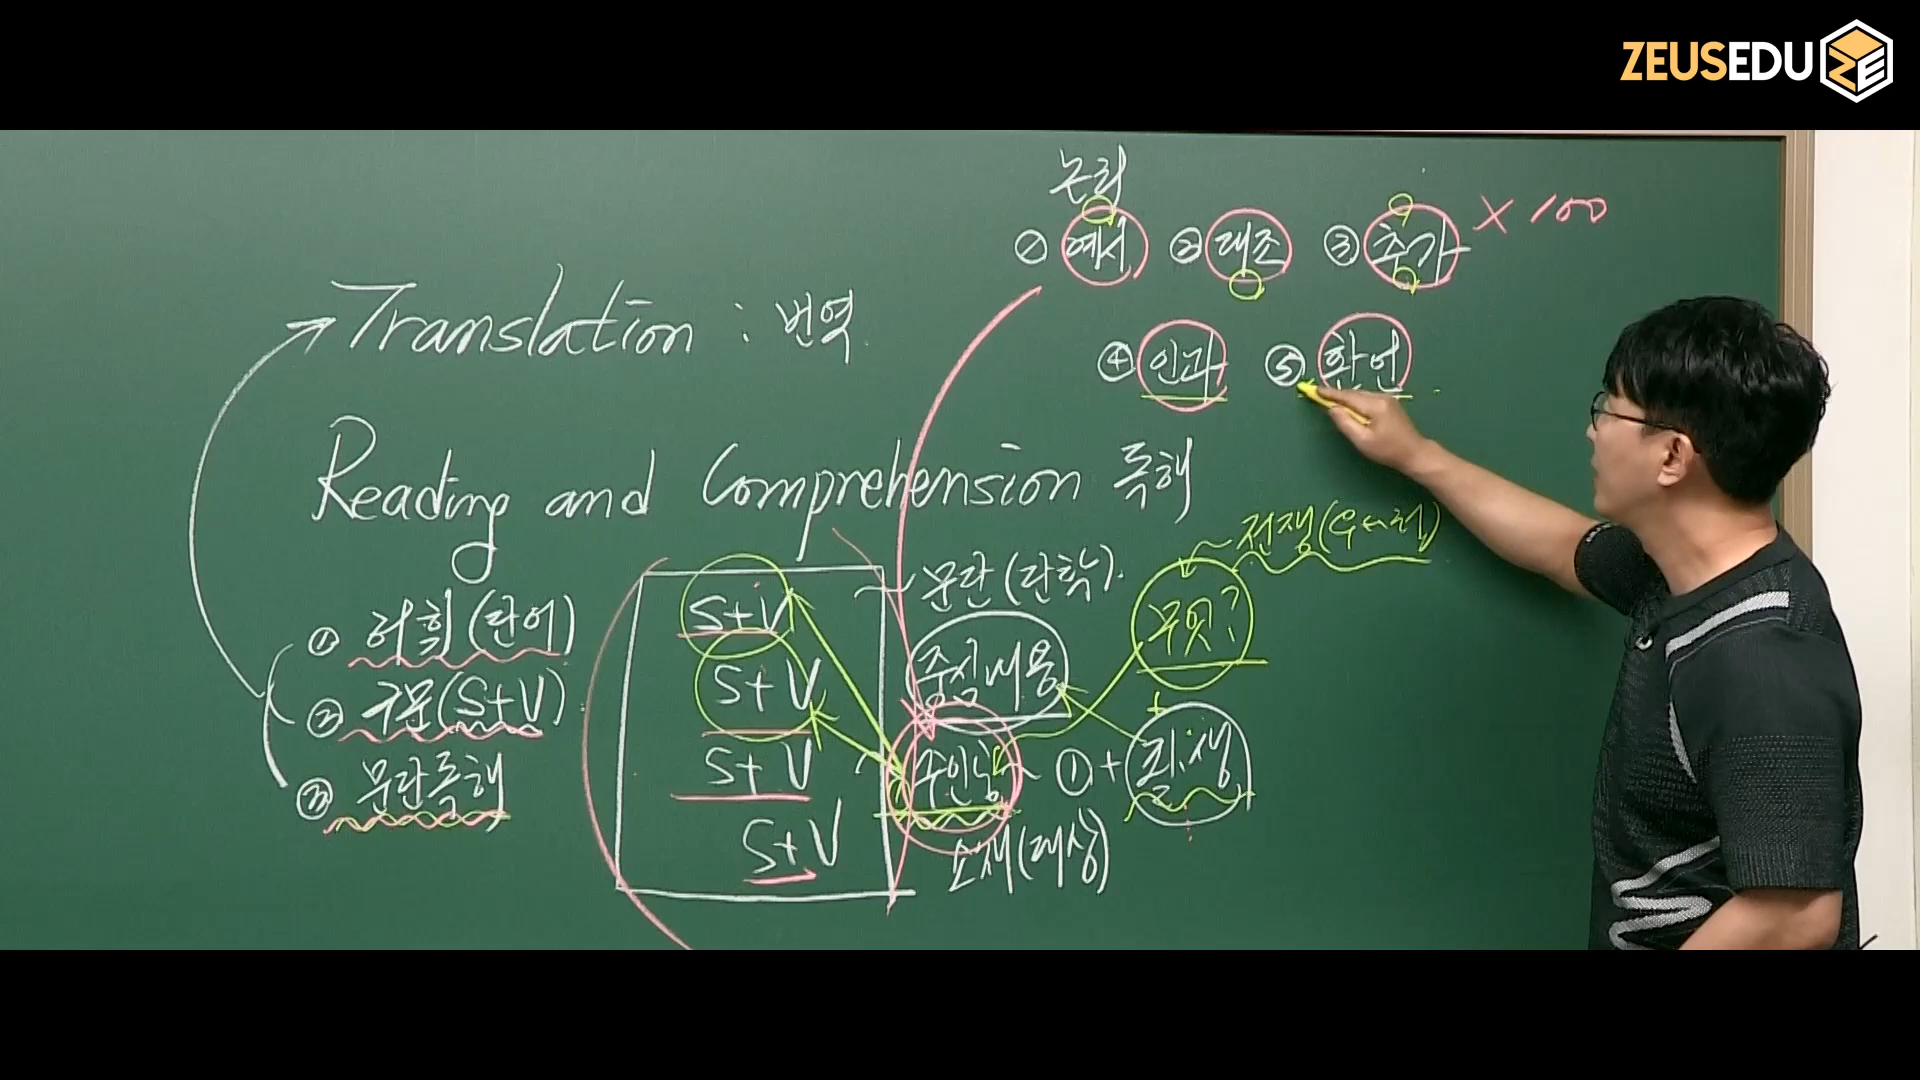 ZEUSEDU
논리
① 예시 ② 대조 ③ 추가 × 100
④ 인과 ⑤ 환언
Translation : 번역
Reading and Comprehension 독해
전쟁(
① 어휘(단어)
② 구문(S+V)
③ 문단독해
S+V
S+V
S+V
S+V
문단(단락)
중심내용
주인공 ~ ① +
소재(대상)
무엇?
+